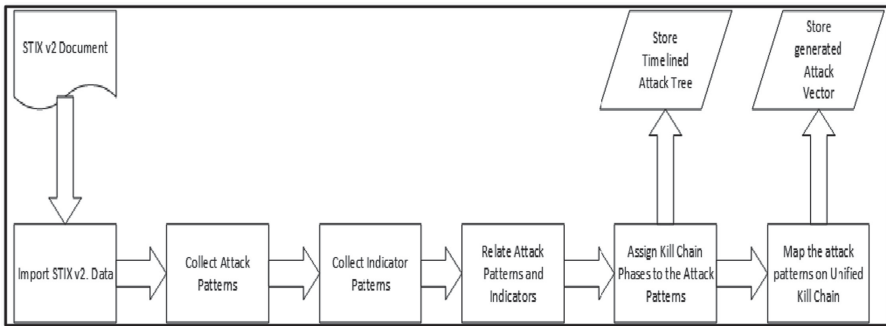 STIX v2 Document
Store
Timelined
Attack Tree
Store
generated
Attack
Vector
Import STIX v2. Data
Collect Attack
Patterns
Collect Indicator
Patterns
Relate Attack
Patterns and
Indicators
Assign Kill Chain
Phases to the Attack
Patterns
Map the attack
patterns on Unified
Kill Chain